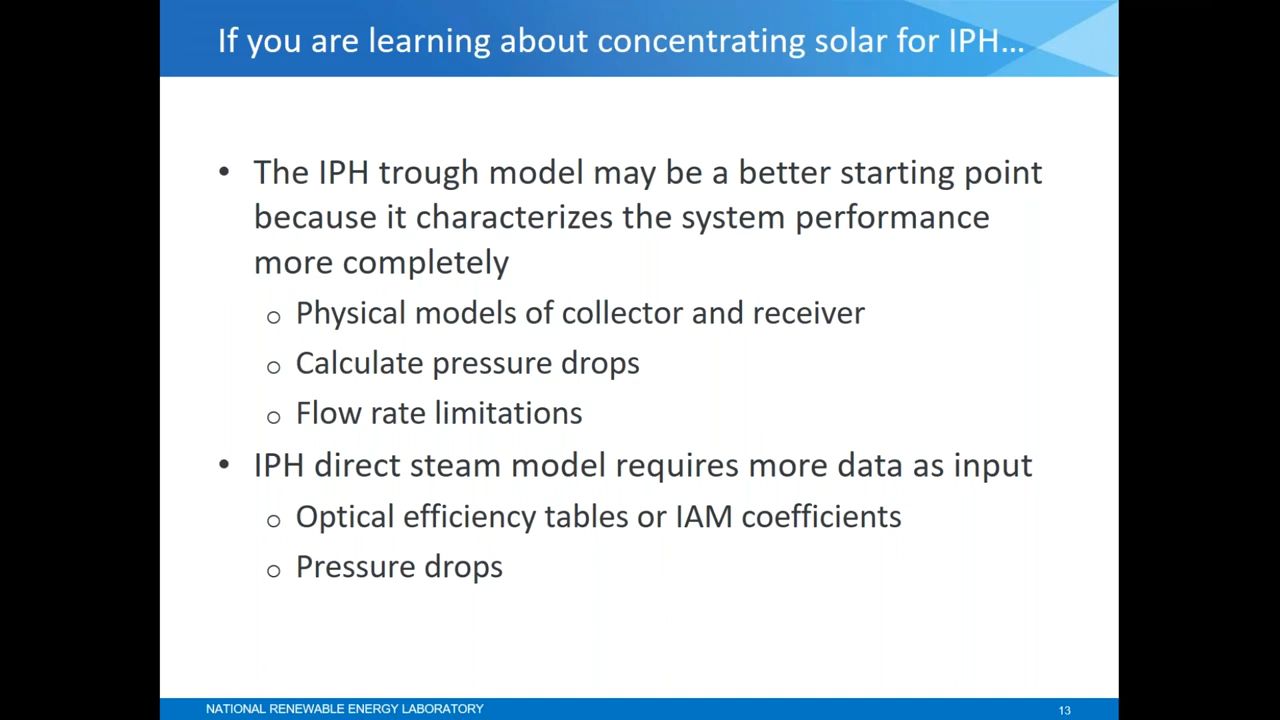 If you are learning about concentrating solar for IPH…
• The IPH trough model may be a better starting point
because it characterizes the system performance
more completely
o Physical models of collector and receiver
o Calculate pressure drops
o Flow rate limitations
• IPH direct steam model requires more data as input
o Optical efficiency tables or IAM coefficients
o Pressure drops
NATIONAL RENEWABLE ENERGY LABORATORY
13